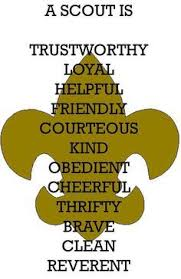 A SCOUT IS
TRUSTWORTHY
LOYAL
HELPFUL
FRIENDLY
COURTEOUS
KIND
OBEDIENT
CHEERFUL
THRIFTY
BRAVE
CLEAN
REVERENT